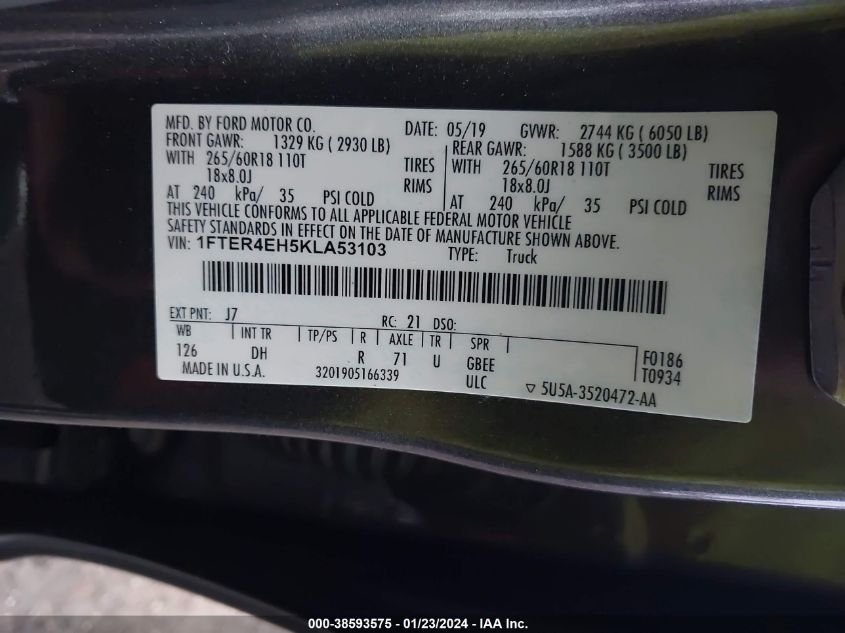 MFD. BY FORD MOTOR CO.
DATE: 05/19 GVWR: 2744 KG ( 6050 LB)
FRONT GAWR: 1329 KG ( 2930 LB)
REAR GAWR: 1588 KG ( 3500 LB)
WITH 265/60R18 110T TIRES
WITH 265/60R18 110T TIRES
18x8.0J RIMS
18x8.0J RIMS
AT 240 kPa/ 35 PSI COLD
AT 240 kPa/ 35 PSI COLD
THIS VEHICLE CONFORMS TO ALL APPLICABLE FEDERAL MOTOR VEHICLE
SAFETY STANDARDS IN EFFECT ON THE DATE OF MANUFACTURE SHOWN ABOVE.
VIN: 1FTER4EH5KLA53103
TYPE: Truck
EXT PNT: J7 RC: 21 DSO:
WB INT TR TP/PS R AXLE TR SPR
126 DH R 71 U GBEE
F0186
MADE IN U.S.A. 3201905166339 ULC
T0934
5U5A-3520472-AA
000-38593575 - 01/23/2024 - IAA Inc.